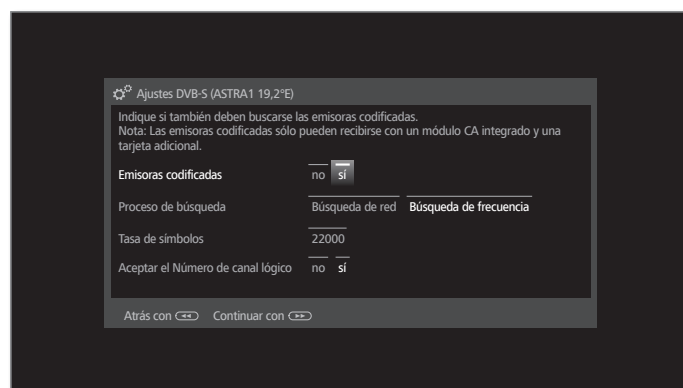 Ajustes DVB-S (ASTRA1 19,2°E)
Indique si también deben buscarse las emisoras codificadas.
Nota: Las emisoras codificadas sólo pueden recibirse con un módulo CA integrado y una
tarjeta adicional.
Emisoras codificadas no sí
Proceso de búsqueda Búsqueda de red Búsqueda de frecuencia
Tasa de símbolos 22000
Aceptar el Número de canal lógico no sí
Atrás con Continuar con